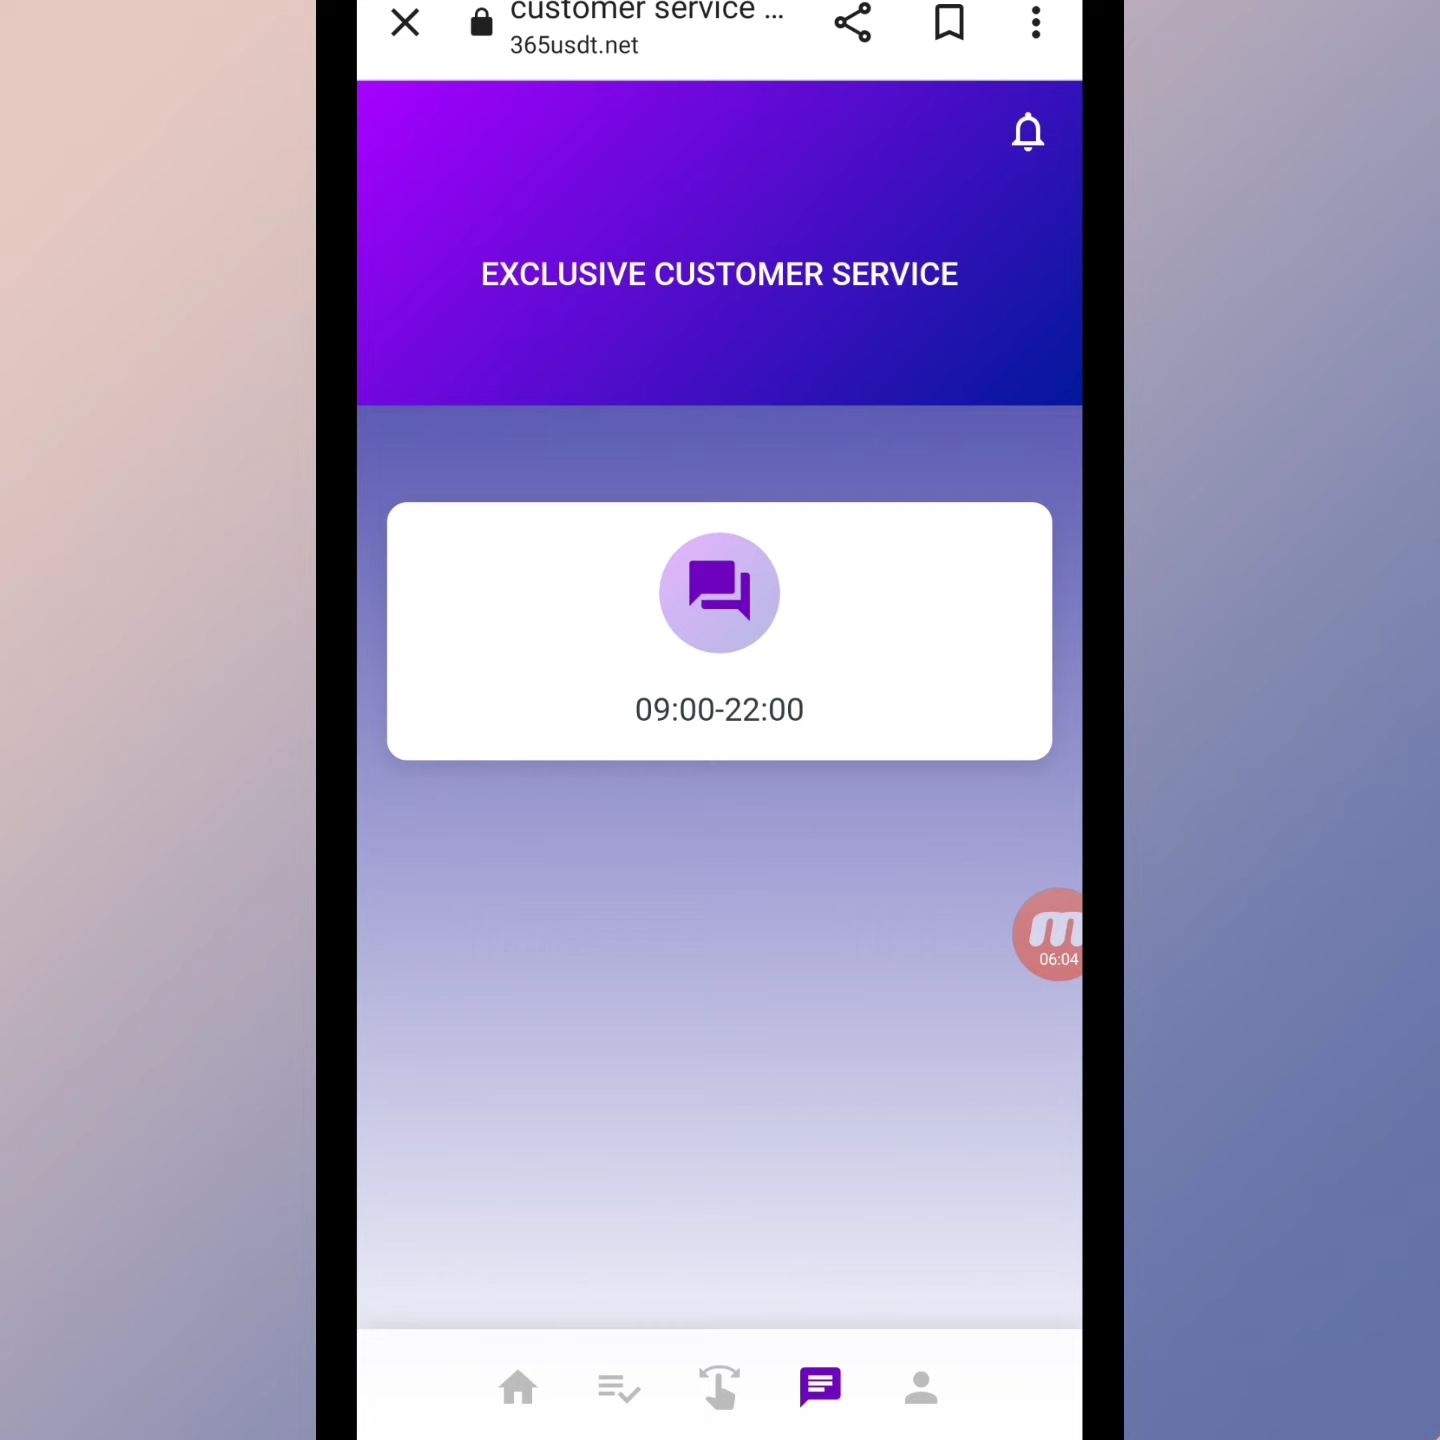 customer service ...
365usdt.net
EXCLUSIVE CUSTOMER SERVICE
09:00-22:00
06:04